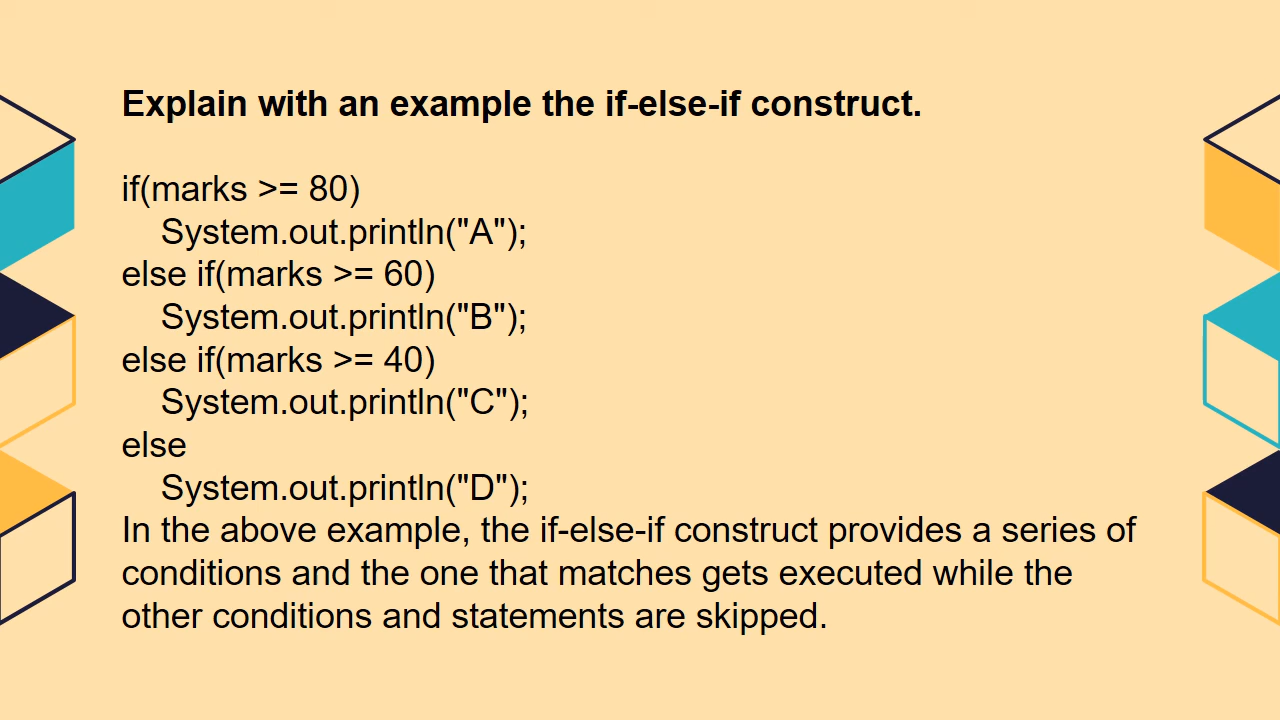 Explain with an example the if-else-if construct.
if(marks >= 80)
System.out.println("A");
else if(marks >= 60)
System.out.println("B");
else if(marks >= 40)
System.out.println("C");
else
System.out.println("D");
In the above example, the if-else-if construct provides a series of
conditions and the one that matches gets executed while the
other conditions and statements are skipped.